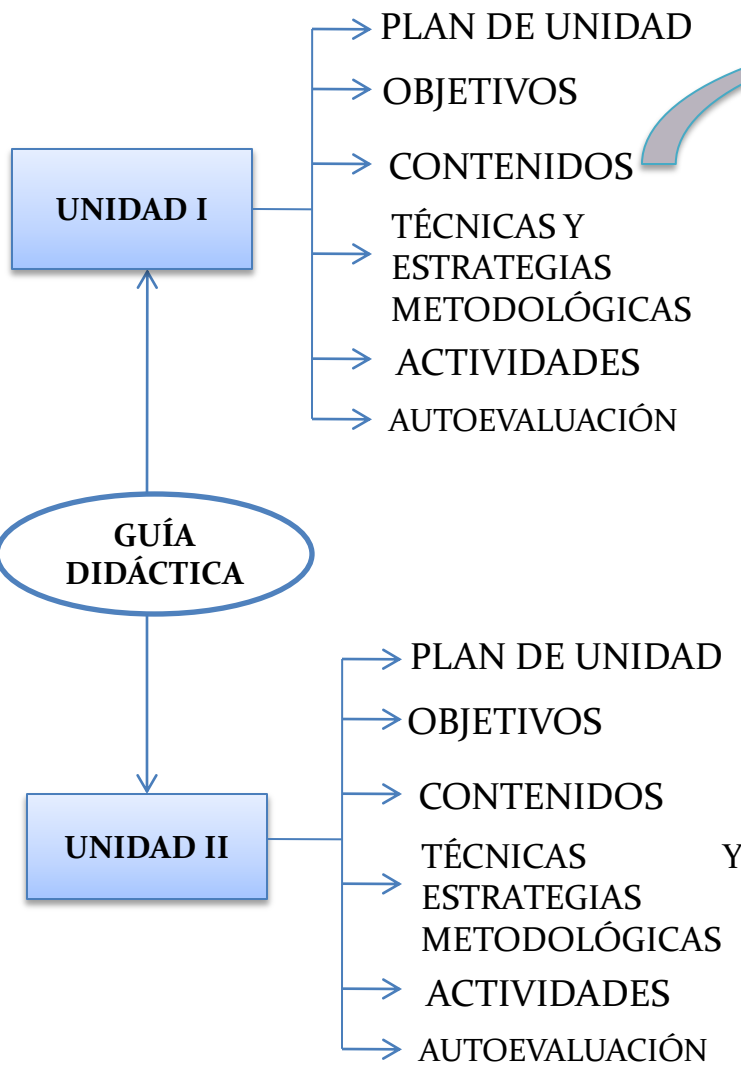 PLAN DE UNIDAD
OBJETIVOS
CONTENIDOS
UNIDAD I
TÉCNICAS Y
ESTRATEGIAS
METODOLÓGICAS
ACTIVIDADES
AUTOEVALUACIÓN
GUÍA
DIDÁCTICA
PLAN DE UNIDAD
OBJETIVOS
CONTENIDOS
UNIDAD II
TÉCNICAS Y
ESTRATEGIAS
METODOLÓGICAS
ACTIVIDADES
AUTOEVALUACIÓN